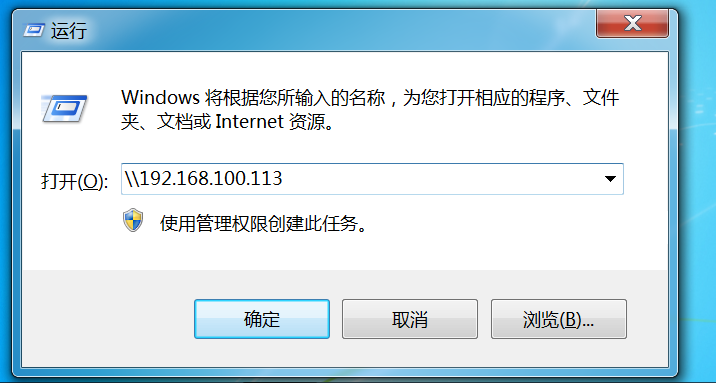 运行
Windows 将根据您所输入的名称，为您打开相应的程序、文件
夹、文档或 Internet 资源。
打开(O): \\192.168.100.113
使用管理权限创建此任务。
确定 取消 浏览(B)...